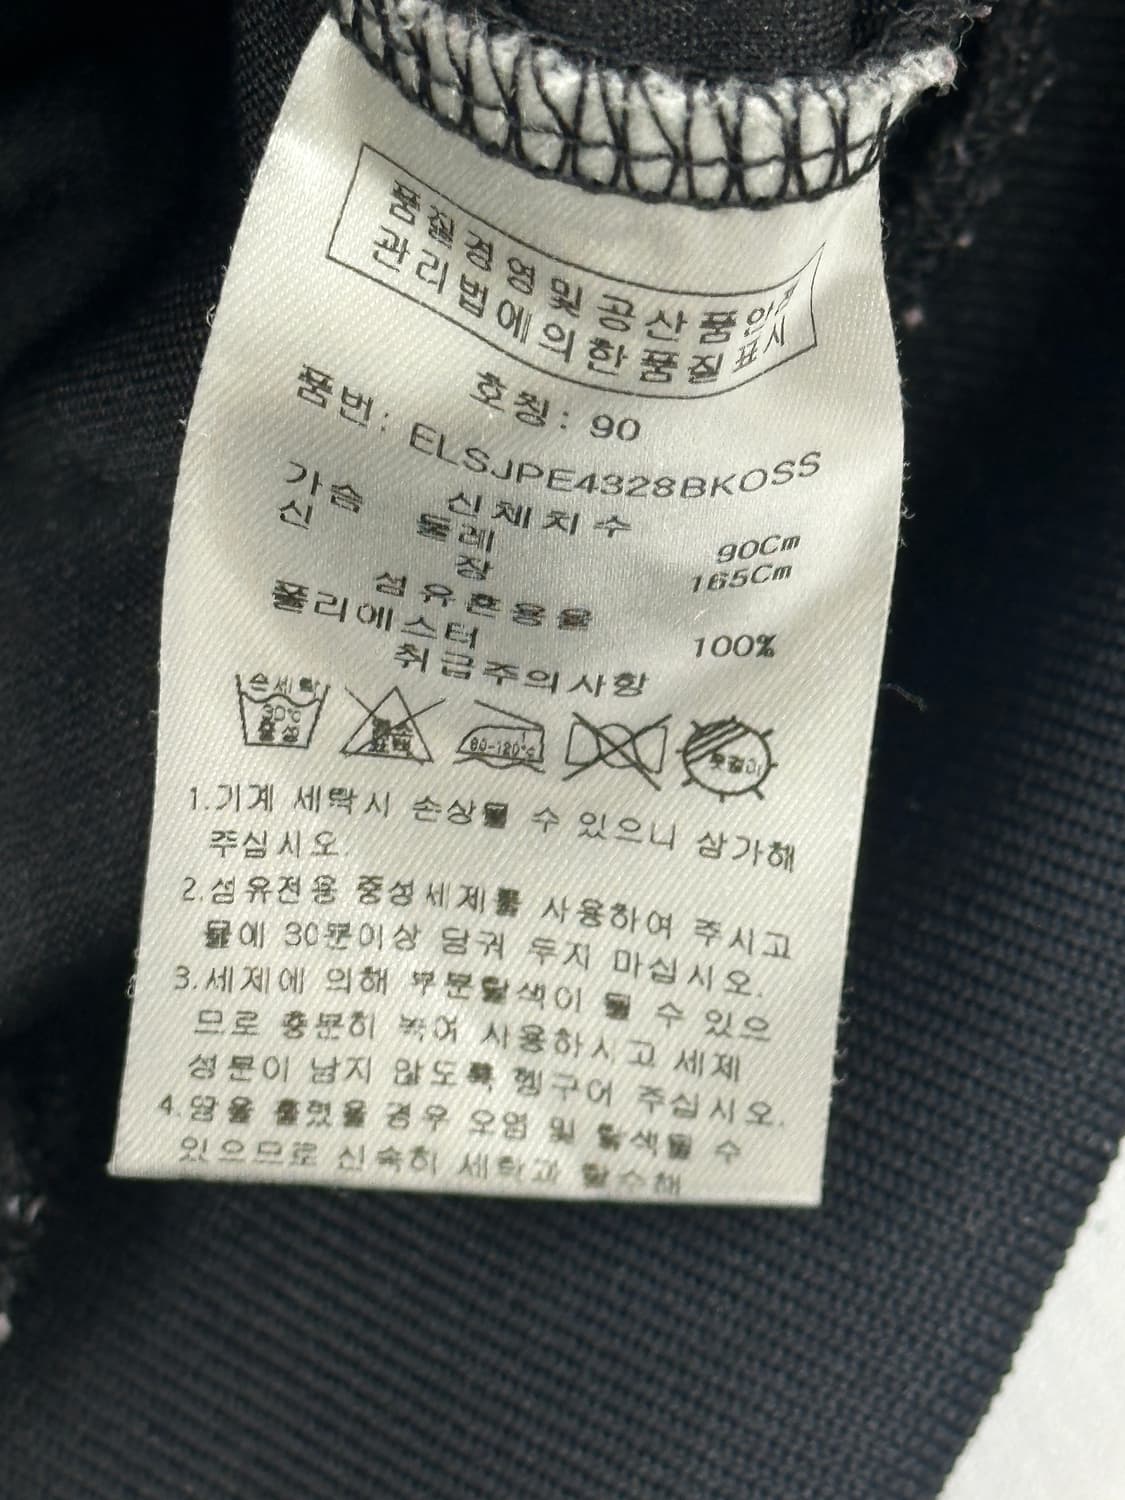 품질경영및공산품안전
관리법에의한품질표시
호칭: 90
품번: ELSJPE4328BKOSS
신체치수
가슴 둘레 90Cm
신 장 165Cm
섬유혼용율
폴리에스터 100%
취급주의사항
손세탁
30℃
중성
염소
표백
80-120℃
옷걸이
1.기계 세탁시 손상될 수 있으니 삼가해
주십시오.
2.섬유전용 중성세제를 사용하여 주시고
물에 30분이상 담궈 두지 마십시오.
3.세제에 의해 부분탈색이 될 수 있으
므로 충분히 녹여 사용하시고 세제
성분이 남지 않도록 헹구어 주십시오.
4.땀을 흘렸을 경우 오염 및 탈색될 수
있으므로 신속히 세탁과 탈수해